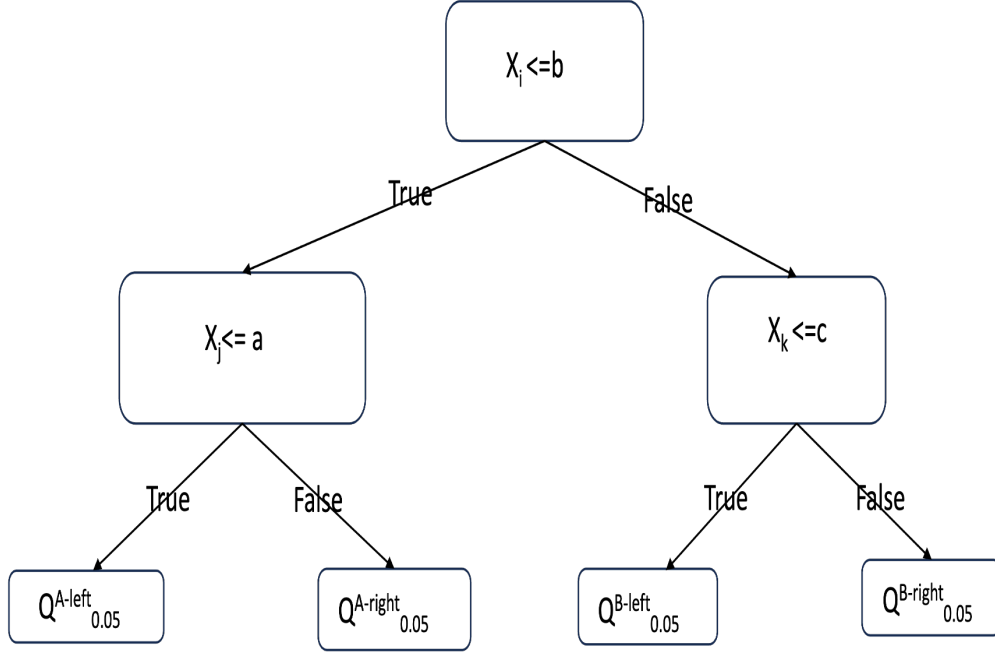 Xi <=b
True
False
Xj<= a
Xk <=c
True
False
True
False
QA-left0.05
QA-right0.05
QB-left0.05
QB-right0.05